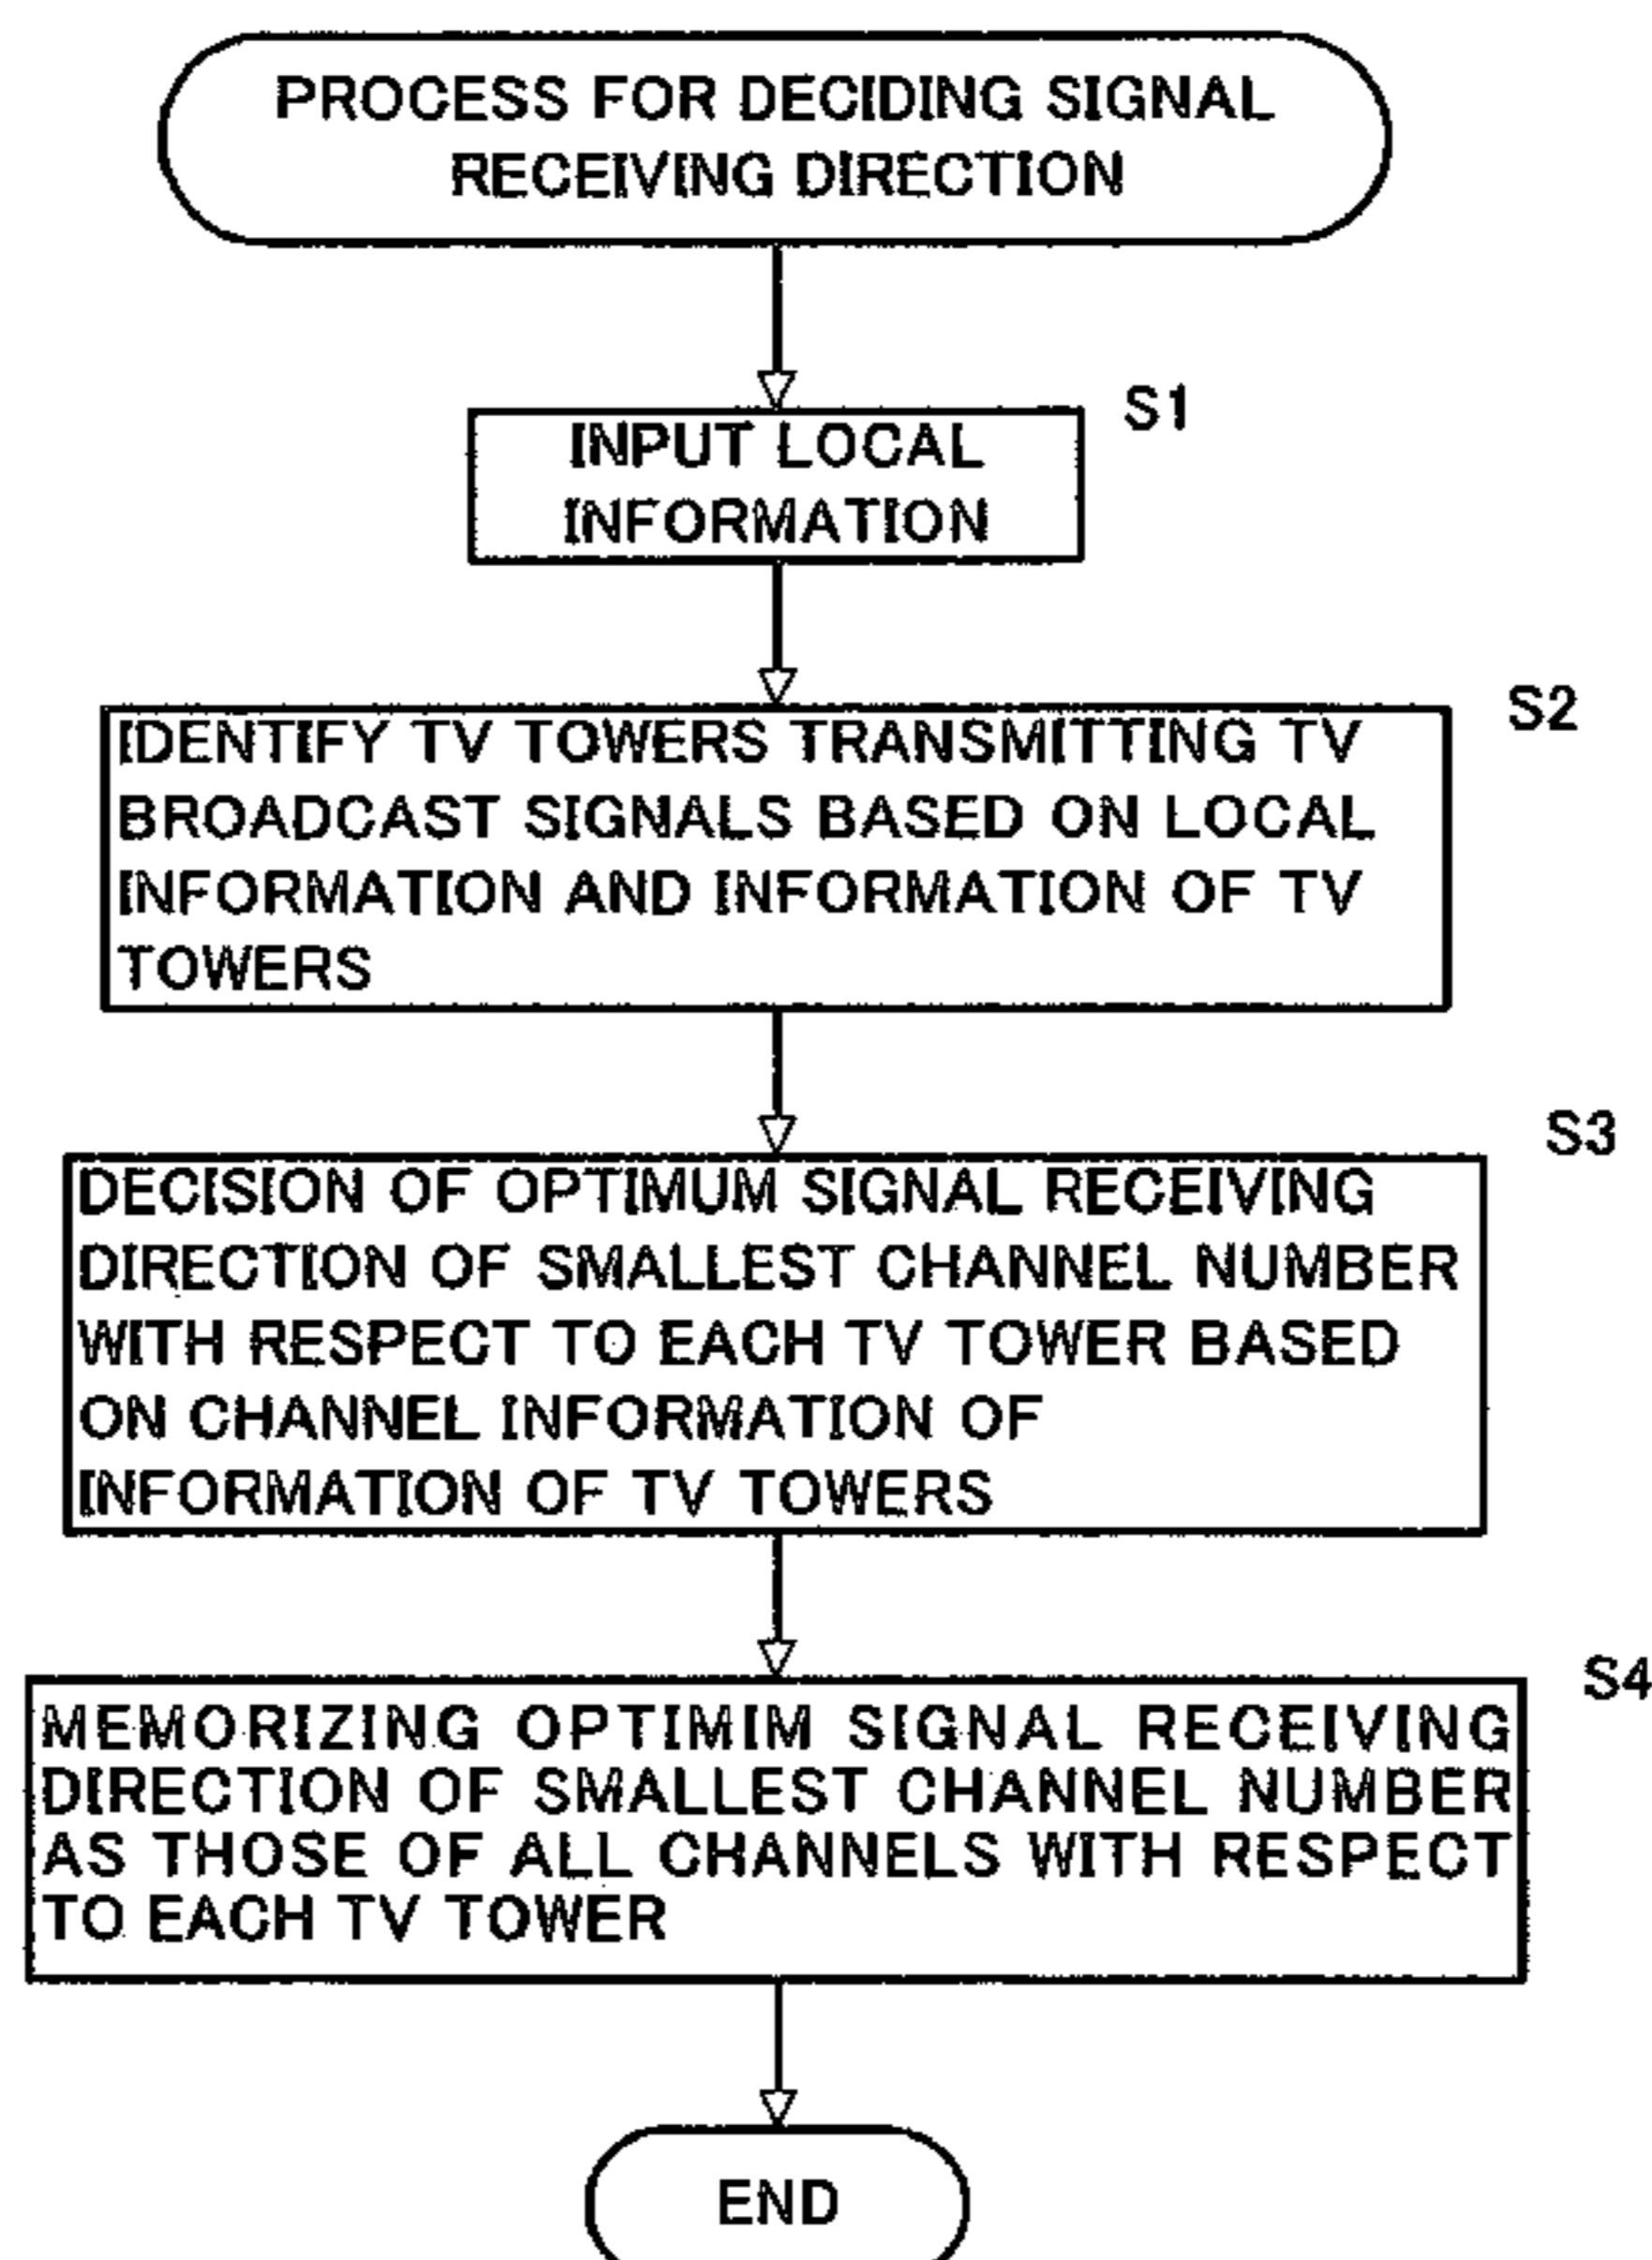 PROCESS FOR DECIDING SIGNAL
RECEIVING DIRECTION
S1
INPUT LOCAL
INFORMATION
S2
IDENTIFY TV TOWERS TRANSMITTING TV
BROADCAST SIGNALS BASED ON LOCAL
INFORMATION AND INFORMATION OF TV
TOWERS
S3
DECISION OF OPTIMUM SIGNAL RECEIVING
DIRECTION OF SMALLEST CHANNEL NUMBER
WITH RESPECT TO EACH TV TOWER BASED
ON CHANNEL INFORMATION OF
INFORMATION OF TV TOWERS
S4
MEMORIZING OPTIMIM SIGNAL RECEIVING
DIRECTION OF SMALLEST CHANNEL NUMBER
AS THOSE OF ALL CHANNELS WITH RESPECT
TO EACH TV TOWER
END